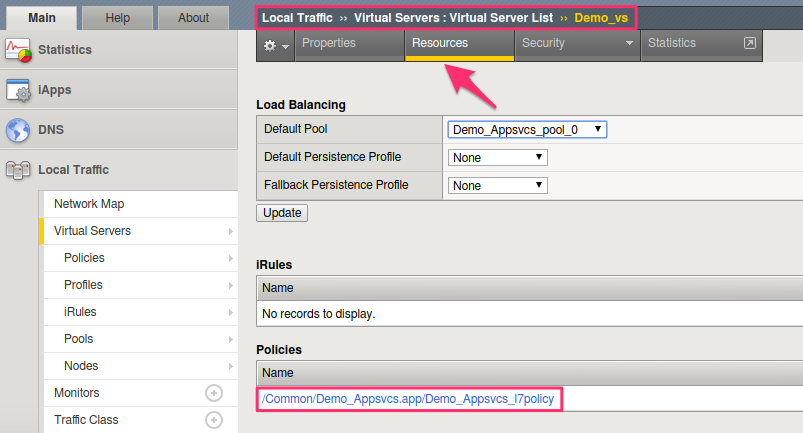 Main Help About
Local Traffic ›› Virtual Servers : Virtual Server List ›› Demo_vs
Properties Resources Security Statistics
Statistics
iApps
DNS
Local Traffic
Network Map
Virtual Servers
Policies
Profiles
iRules
Pools
Nodes
Monitors
Traffic Class
Load Balancing
Default Pool Demo_Appsvcs_pool_0
Default Persistence Profile None
Fallback Persistence Profile None
Update
iRules
Name
No records to display.
Policies
Name
/Common/Demo_Appsvcs.app/Demo_Appsvcs_l7policy